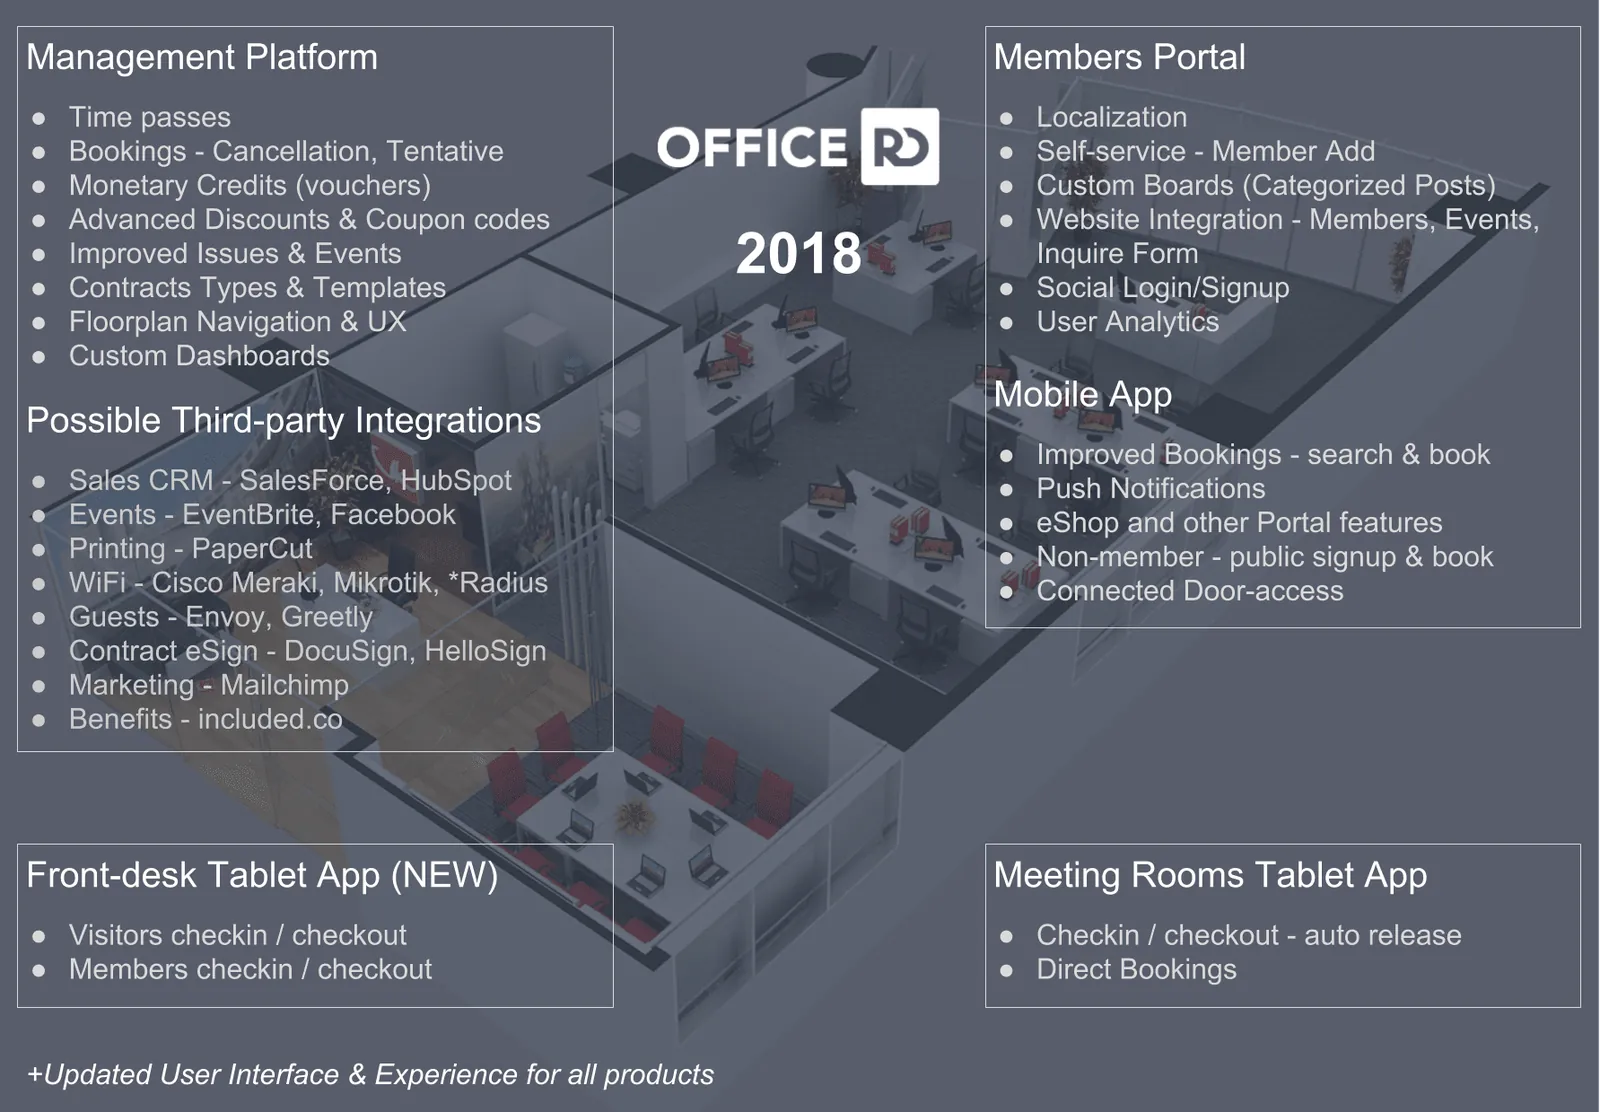 Management Platform
● Time passes
● Bookings - Cancellation, Tentative
● Monetary Credits (vouchers)
● Advanced Discounts & Coupon codes
● Improved Issues & Events
● Contracts Types & Templates
● Floorplan Navigation & UX
● Custom Dashboards
Possible Third-party Integrations
● Sales CRM - SalesForce, HubSpot
● Events - EventBrite, Facebook
● Printing - PaperCut
● WiFi - Cisco Meraki, Mikrotik, *Radius
● Guests - Envoy, Greetly
● Contract eSign - DocuSign, HelloSign
● Marketing - Mailchimp
● Benefits - included.co
OFFICE RD
2018
Members Portal
● Localization
● Self-service - Member Add
● Custom Boards (Categorized Posts)
● Website Integration - Members, Events,
Inquire Form
● Social Login/Signup
● User Analytics
Mobile App
● Improved Bookings - search & book
● Push Notifications
● eShop and other Portal features
● Non-member - public signup & book
● Connected Door-access
Front-desk Tablet App (NEW)
● Visitors checkin / checkout
● Members checkin / checkout
Meeting Rooms Tablet App
● Checkin / checkout - auto release
● Direct Bookings
+Updated User Interface & Experience for all products